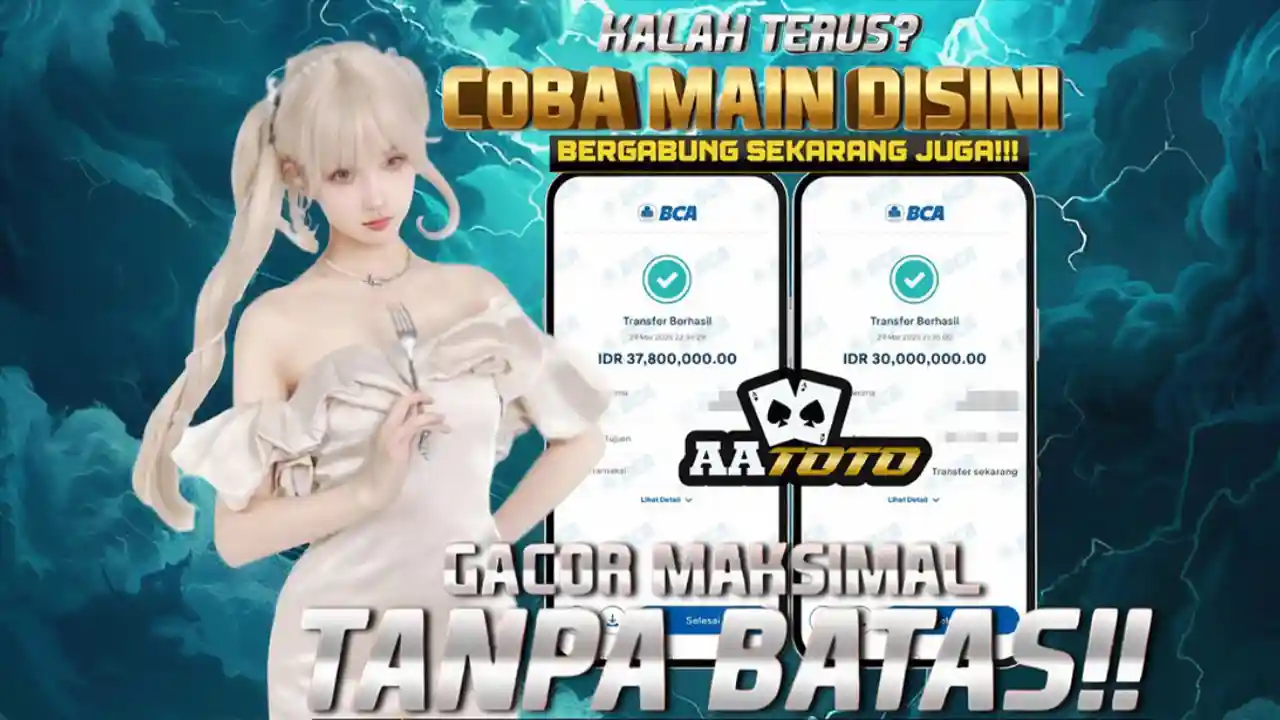 KALAH TERUS?
COBA MAIN DISINI
BERGABUNG SEKARANG JUGA!!!
BCA
Transfer Berhasil
IDR 37,800,000.00
Lihat Detail
BCA
Transfer Berhasil
IDR 30,000,000.00
Transfer sekarang
Lihat Detail
AATOTO
GACOR MAKSIMAL
TANPA BATAS!!